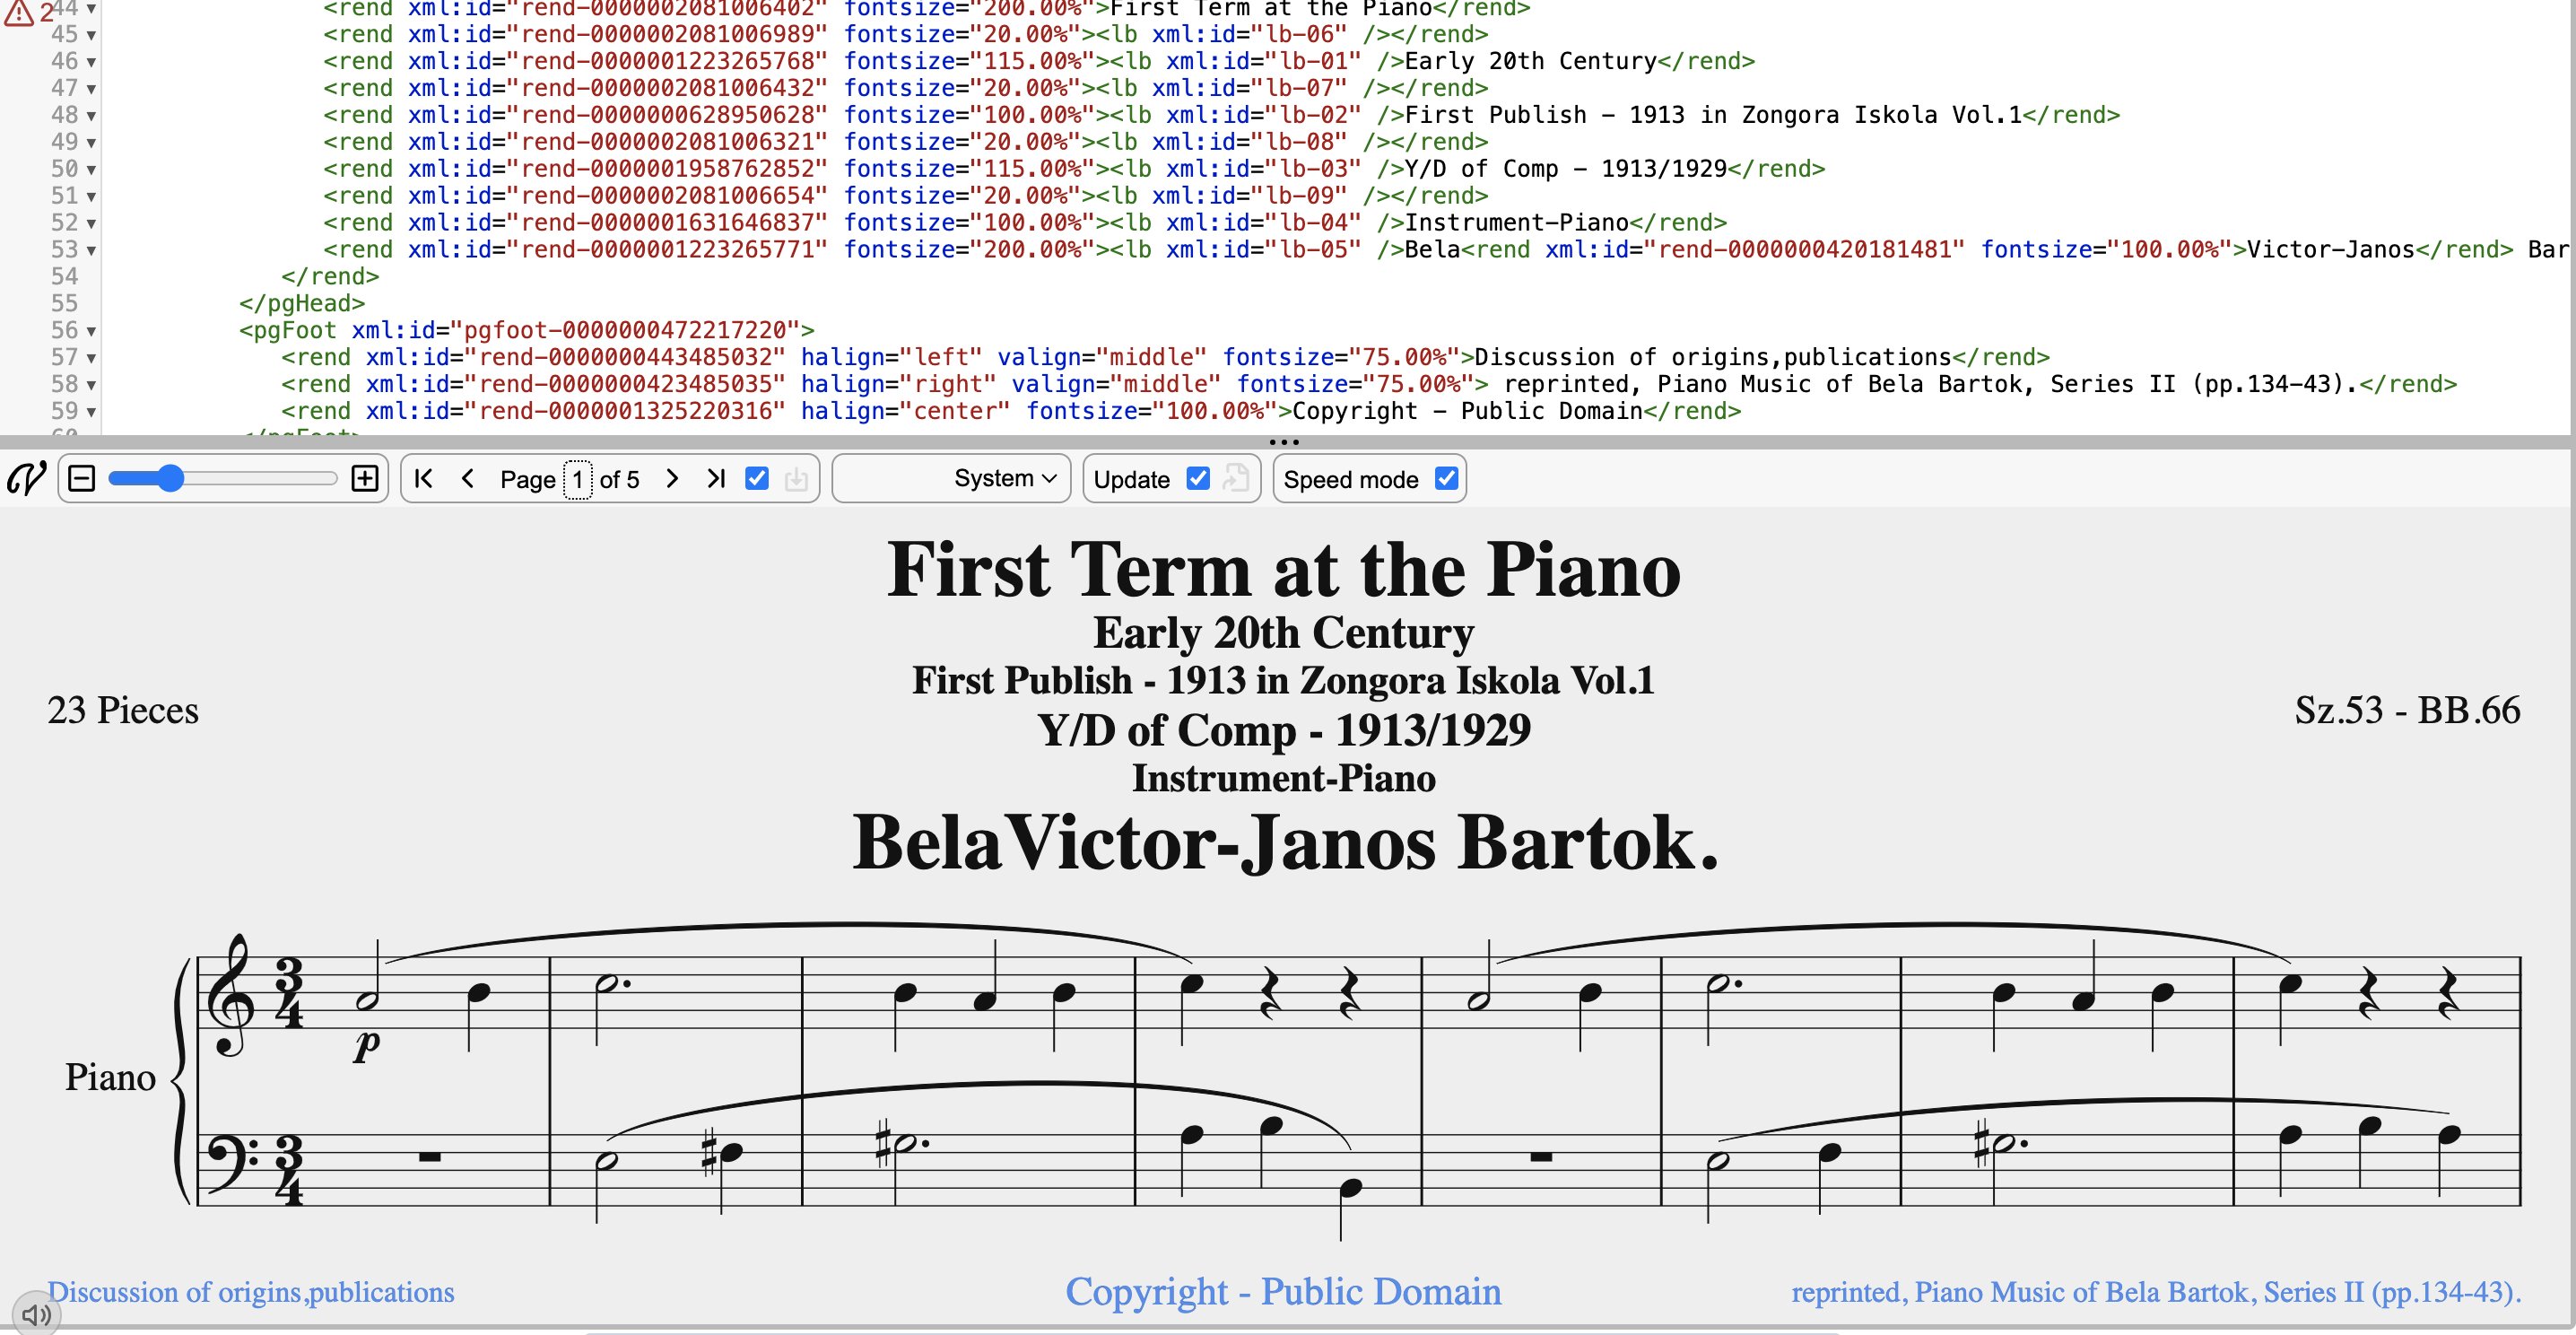 44 <rend xml:id="rend-0000002081006402" fontsize="200.00%">First Term at the Piano</rend>
45 <rend xml:id="rend-0000002081006989" fontsize="20.00%"><lb xml:id="lb-06" /></rend>
46 <rend xml:id="rend-0000001223265768" fontsize="115.00%"><lb xml:id="lb-01" />Early 20th Century</rend>
47 <rend xml:id="rend-0000002081006432" fontsize="20.00%"><lb xml:id="lb-07" /></rend>
48 <rend xml:id="rend-0000000628950628" fontsize="100.00%"><lb xml:id="lb-02" />First Publish - 1913 in Zongora Iskola Vol.1</rend>
49 <rend xml:id="rend-0000002081006321" fontsize="20.00%"><lb xml:id="lb-08" /></rend>
50 <rend xml:id="rend-0000001958762852" fontsize="115.00%"><lb xml:id="lb-03" />Y/D of Comp - 1913/1929</rend>
51 <rend xml:id="rend-0000002081006654" fontsize="20.00%"><lb xml:id="lb-09" /></rend>
52 <rend xml:id="rend-0000001631646837" fontsize="100.00%"><lb xml:id="lb-04" />Instrument-Piano</rend>
53 <rend xml:id="rend-0000001223265771" fontsize="200.00%"><lb xml:id="lb-05" />Bela<rend xml:id="rend-0000000420181481" fontsize="100.00%">Victor-Janos</rend> Bar
54 </rend>
55 </pgHead>
56 <pgFoot xml:id="pgfoot-0000000472217220">
57 <rend xml:id="rend-0000000443485032" halign="left" valign="middle" fontsize="75.00%">Discussion of origins,publications</rend>
58 <rend xml:id="rend-0000000423485035" halign="right" valign="middle" fontsize="75.00%"> reprinted, Piano Music of Bela Bartok, Series II (pp.134-43).</rend>
59 <rend xml:id="rend-0000001325220316" halign="center" fontsize="100.00%">Copyright - Public Domain</rend>
Page 1 of 5 System Update Speed mode
First Term at the Piano
Early 20th Century
First Publish - 1913 in Zongora Iskola Vol.1
23 Pieces
Sz.53 - BB.66
Y/D of Comp - 1913/1929
Instrument-Piano
BelaVictor-Janos Bartok.
3
4
p
Piano
3
4
Discussion of origins,publications
Copyright - Public Domain
reprinted, Piano Music of Bela Bartok, Series II (pp.134-43).